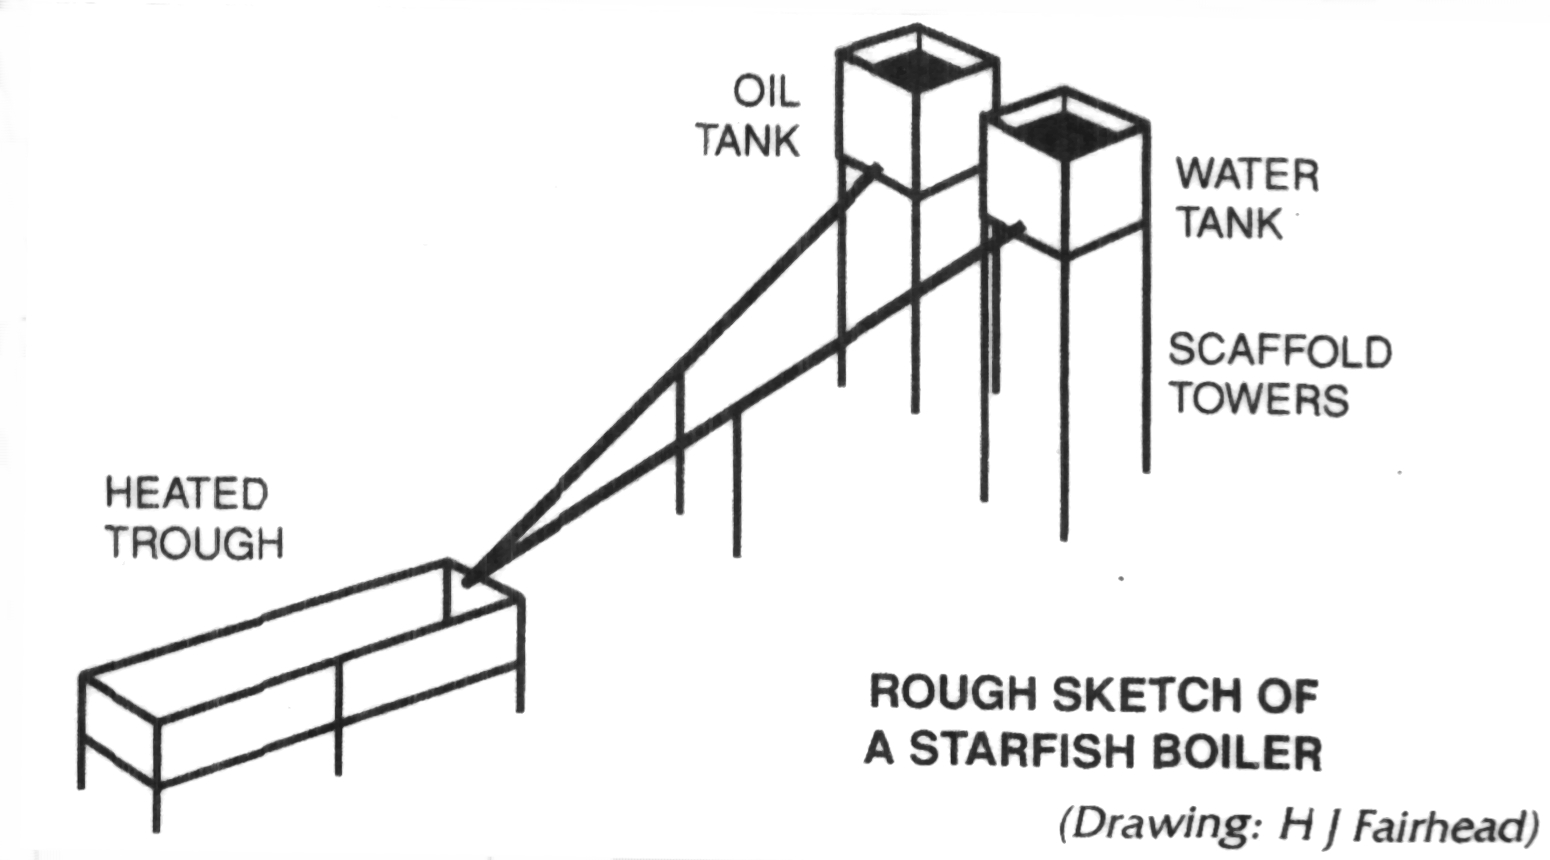 OIL
TANK
WATER
TANK
SCAFFOLD
TOWERS
HEATED
TROUGH
ROUGH SKETCH OF
A STARFISH BOILER
(Drawing: H J Fairhead)